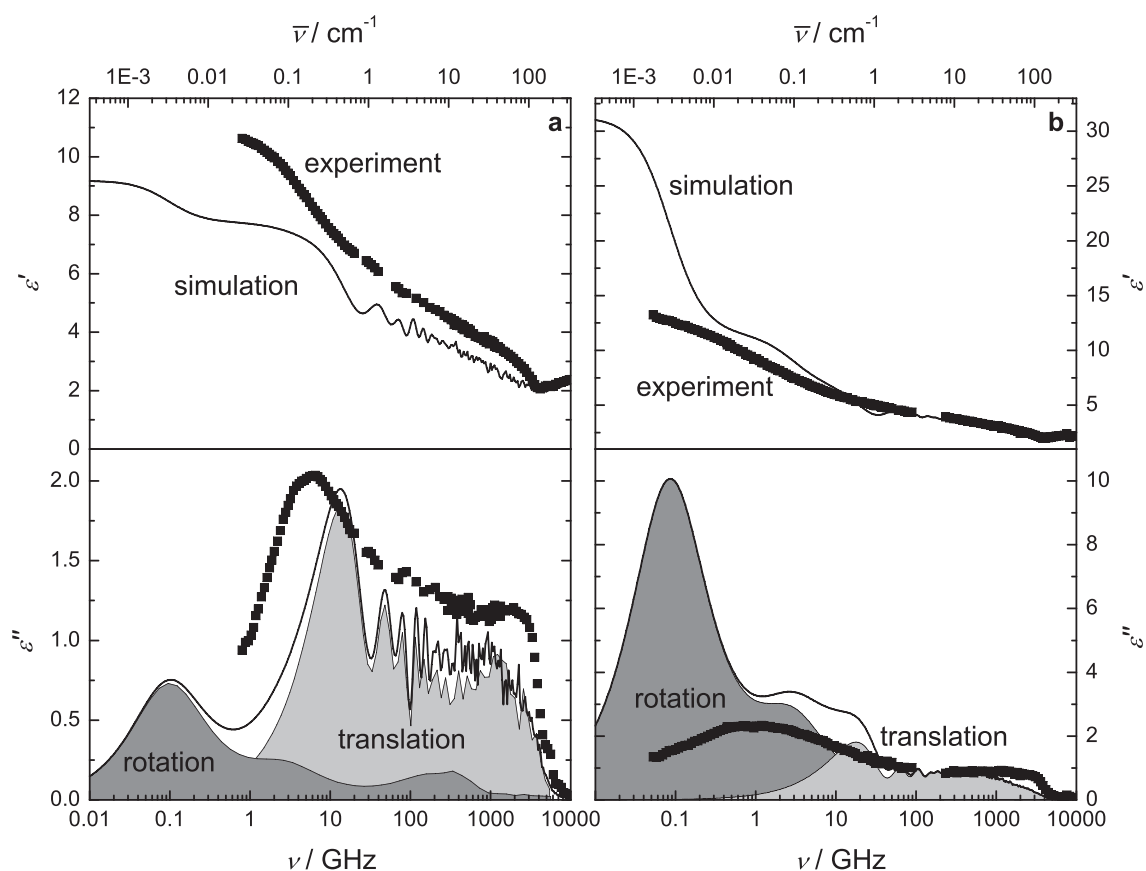 ν̅ / cm⁻¹ ν̅ / cm⁻¹
1E-3 0.01 0.1 1 10 100 1E-3 0.01 0.1 1 10 100
12 a b 30
10 experiment
simulation 25
8 20
ε' 6 simulation 15 ε'
4 experiment 10
2 5
0
2.0 10
1.5 8
ε'' 1.0 6 ε''
rotation 4
0.5 translation translation 2
rotation
0.0 0
0.01 0.1 1 10 100 1000 10000 0.1 1 10 100 1000 10000
ν / GHz ν / GHz